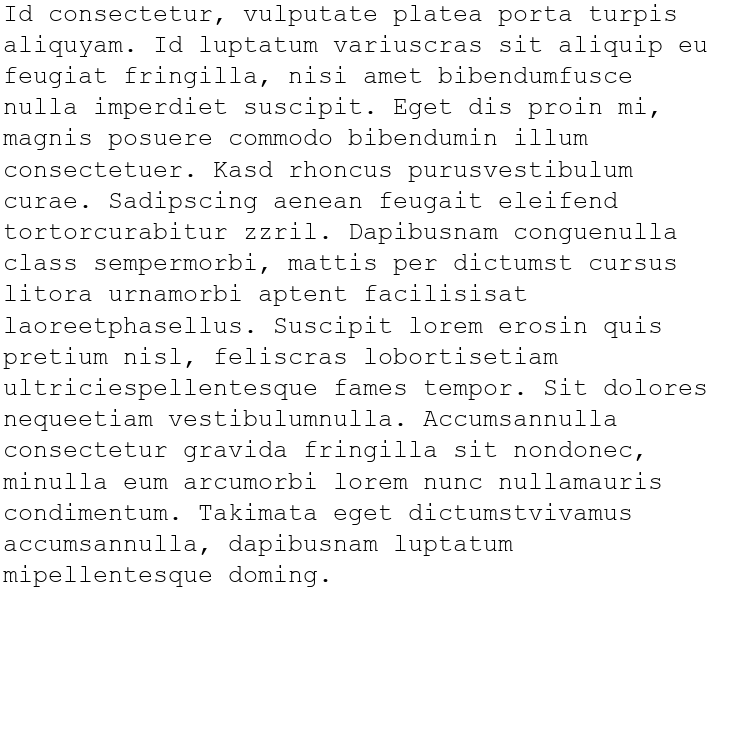 Id consectetur, vulputate platea porta turpis
aliquyam. Id luptatum variuscras sit aliquip eu
feugiat fringilla, nisi amet bibendumfusce
nulla imperdiet suscipit. Eget dis proin mi,
magnis posuere commodo bibendumin illum
consectetuer. Kasd rhoncus purusvestibulum
curae. Sadipscing aenean feugait eleifend
tortorcurabitur zzril. Dapibusnam conguenulla
class sempermorbi, mattis per dictumst cursus
litora urnamorbi aptent facilisisat
laoreetphasellus. Suscipit lorem erosin quis
pretium nisl, feliscras lobortisetiam
ultriciespellentesque fames tempor. Sit dolores
nequeetiam vestibulumnulla. Accumsannulla
consectetur gravida fringilla sit nondonec,
minulla eum arcumorbi lorem nunc nullamauris
condimentum. Takimata eget dictumstvivamus
accumsannulla, dapibusnam luptatum
mipellentesque doming.